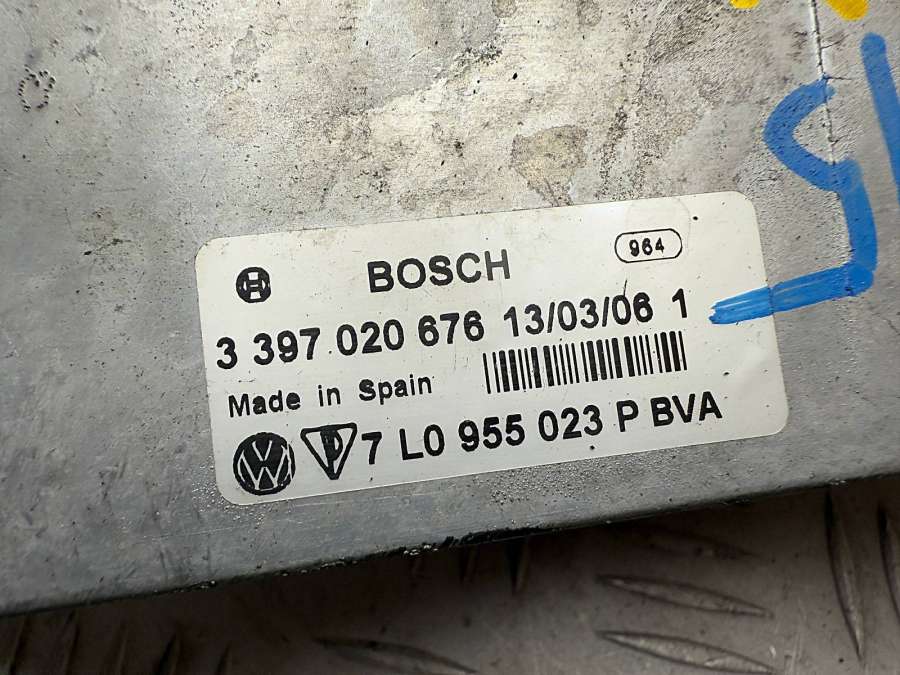 BOSCH 964
3 397 020 676 13/03/06 1
Made in Spain
7 L0 955 023 P BVA